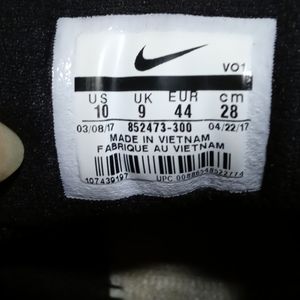 VO1
US UK EUR cm
10 9 44 28
03/08/17 852473-300 04/22/17
MADE IN VIETNAM
FABRIQUE AU VIETNAM
UPC